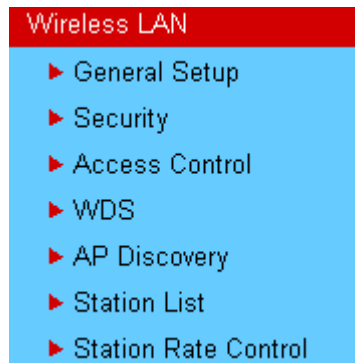 Wireless LAN
General Setup
Security
Access Control
WDS
AP Discovery
Station List
Station Rate Control